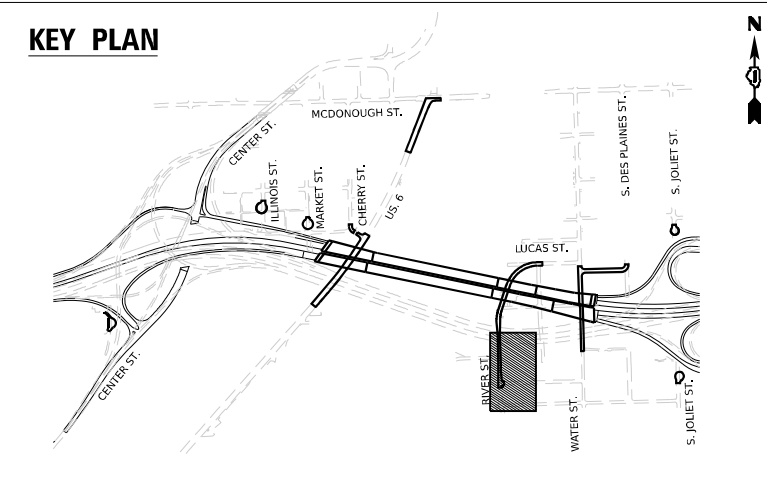 KEY PLAN
N
MCDONOUGH ST.
CENTER ST.
ILLINOIS ST.
MARKET ST.
CHERRY ST.
US. 6
S. DES PLAINES ST.
S. JOLIET ST.
LUCAS ST.
CENTER ST.
RIVER ST.
WATER ST.
S. JOLIET ST.